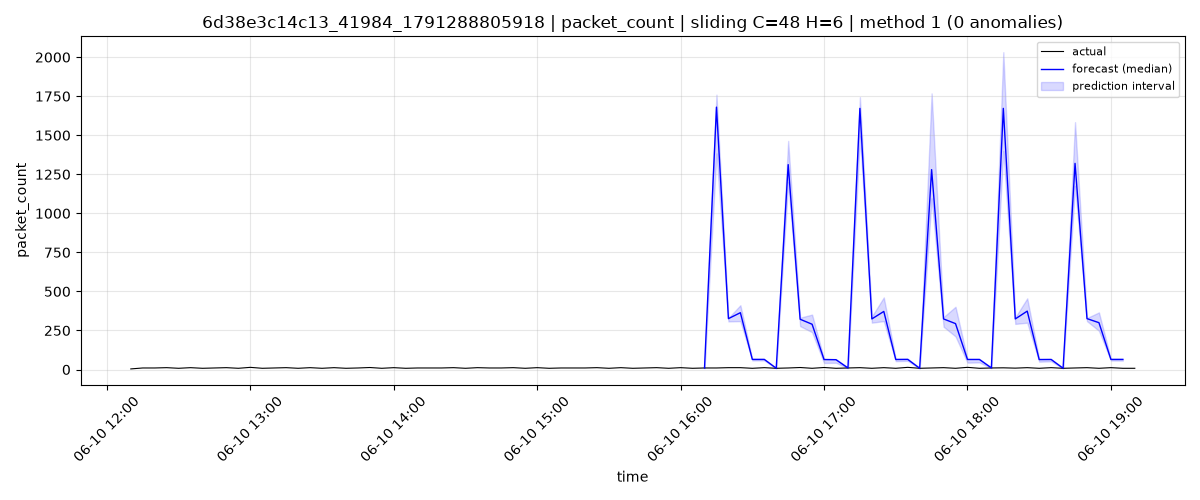 6d38e3c14c13_41984_1791288805918 | packet_count | sliding C=48 H=6 | method 1 (0 anomalies)
actual
forecast (median)
prediction interval
packet_count
2000
1750
1500
1250
1000
750
500
250
0
06-10 12:00
06-10 13:00
06-10 14:00
06-10 15:00
06-10 16:00
06-10 17:00
06-10 18:00
06-10 19:00
time